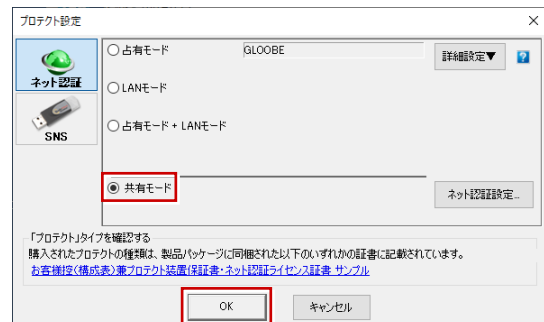 プロテクト設定
占有モード
GLOOBE
詳細設定▼
ネット認証
LANモード
占有モード + LANモード
SNS
共有モード
ネット認証設定...
「プロテクト」タイプを確認する
購入されたプロテクトの種類は、製品パッケージに同梱された以下のいずれかの証書に記載されています。
お客様控(構成表)兼プロテクト装置保証書・ネット認証ライセンス証書 サンプル
OK
キャンセル